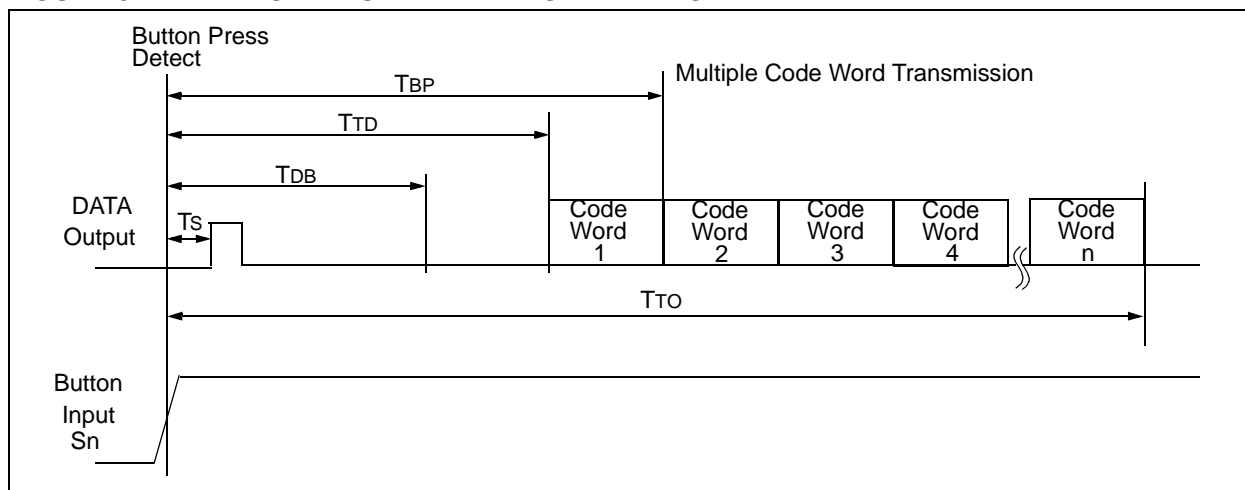 Button Press
Detect
TBP
Multiple Code Word Transmission
TTD
TDB
DATA
Output
TS
Code
Word
1
Code
Word
2
Code
Word
3
Code
Word
4
Code
Word
n
TTO
Button
Input
Sn